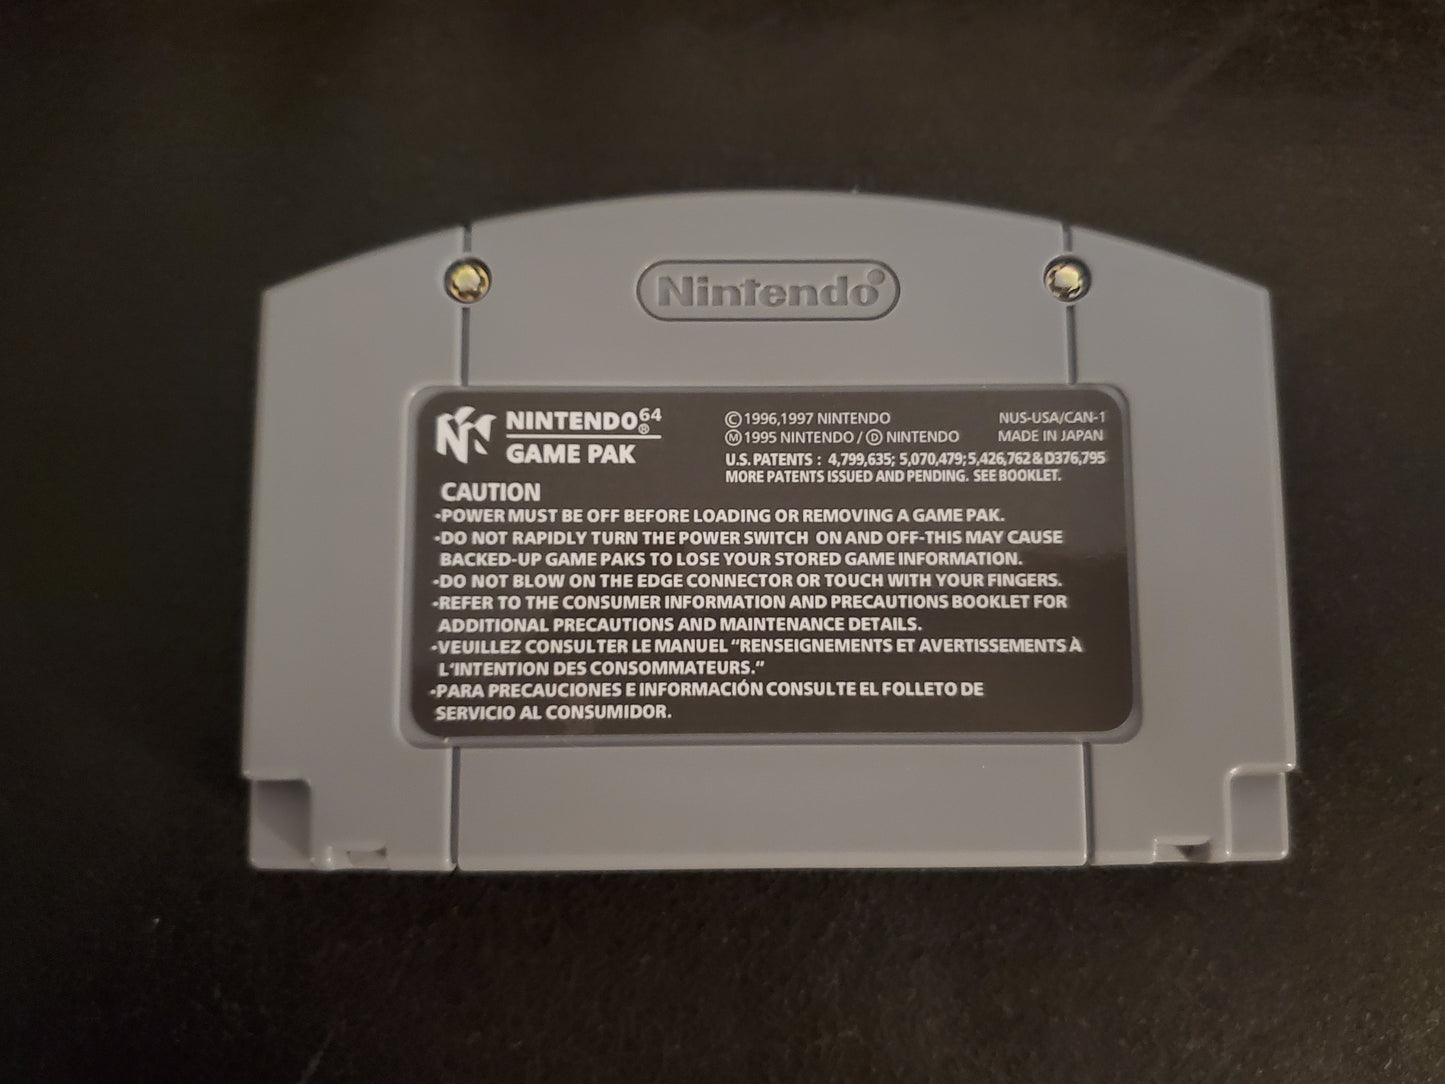 Nintendo®
NINTENDO64®
GAME PAK
Ⓒ1996,1997 NINTENDO
NUS-USA/CAN-1
Ⓜ1995 NINTENDO / Ⓓ NINTENDO
MADE IN JAPAN
U.S. PATENTS : 4,799,635; 5,070,479; 5,426,762 & D376,795
MORE PATENTS ISSUED AND PENDING. SEE BOOKLET.
CAUTION
·POWER MUST BE OFF BEFORE LOADING OR REMOVING A GAME PAK.
·DO NOT RAPIDLY TURN THE POWER SWITCH ON AND OFF-THIS MAY CAUSE
BACKED-UP GAME PAKS TO LOSE YOUR STORED GAME INFORMATION.
·DO NOT BLOW ON THE EDGE CONNECTOR OR TOUCH WITH YOUR FINGERS.
·REFER TO THE CONSUMER INFORMATION AND PRECAUTIONS BOOKLET FOR
ADDITIONAL PRECAUTIONS AND MAINTENANCE DETAILS.
·VEUILLEZ CONSULTER LE MANUEL "RENSEIGNEMENTS ET AVERTISSEMENTS À
L'INTENTION DES CONSOMMATEURS."
·PARA PRECAUCIONES E INFORMACIÓN CONSULTE EL FOLLETO DE
SERVICIO AL CONSUMIDOR.